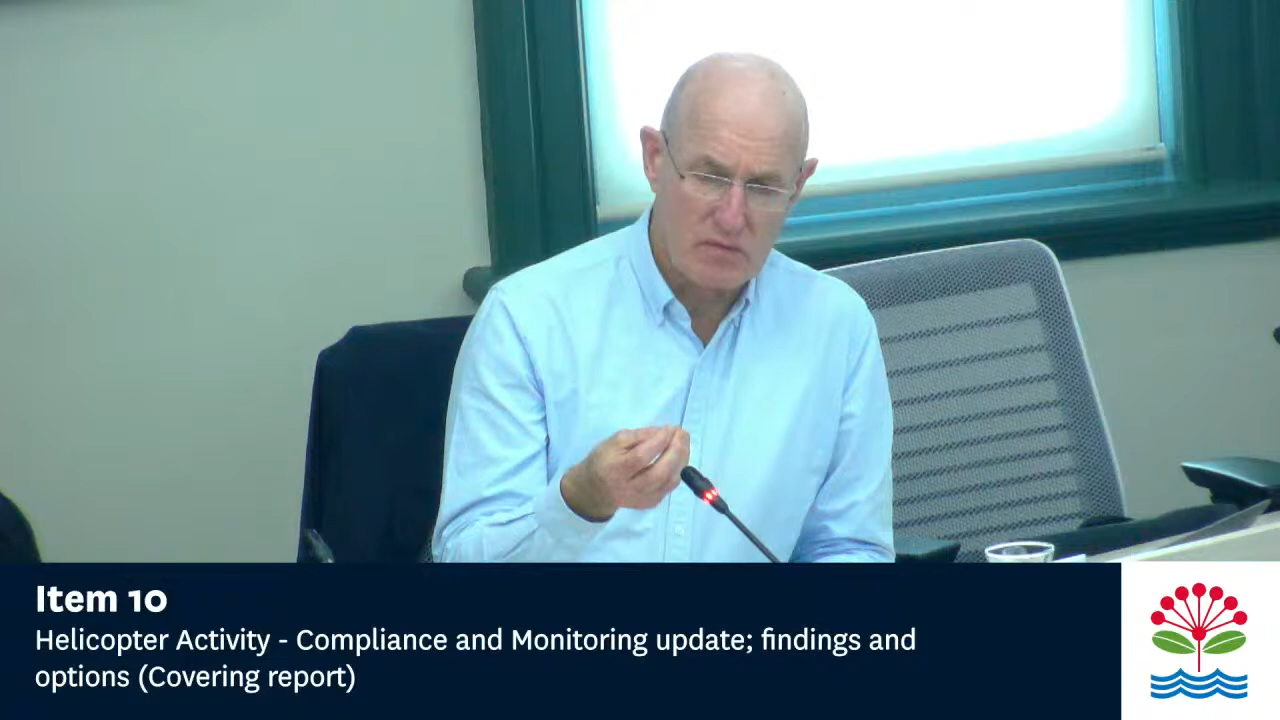 Item 10
Helicopter Activity - Compliance and Monitoring update; findings and
options (Covering report)